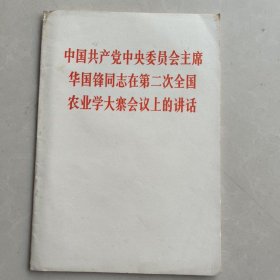 中国共产党中央委员会主席
华国锋同志在第二次全国
农业学大寨会议上的讲话